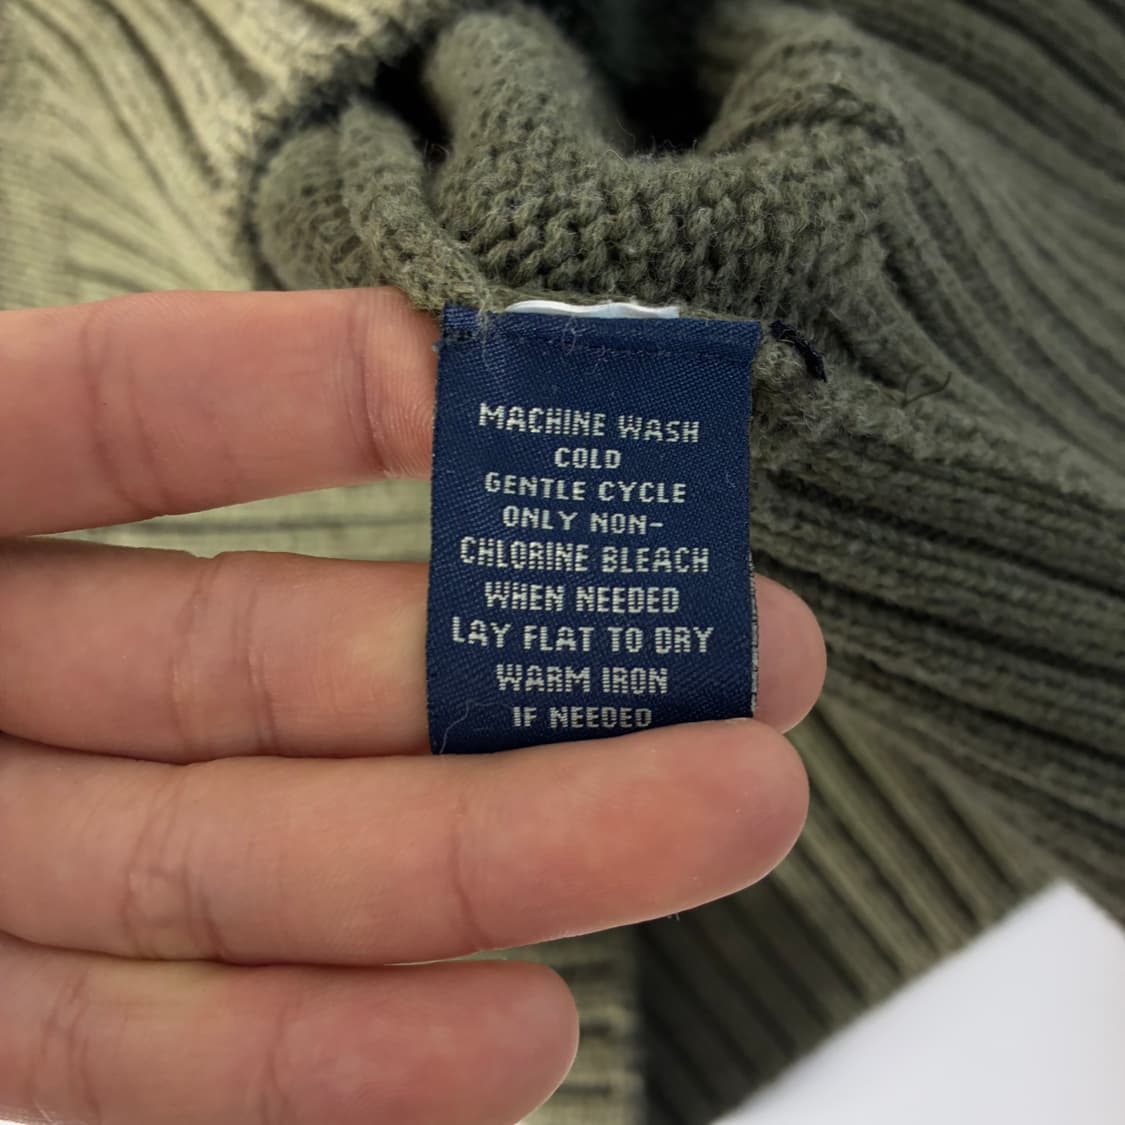 MACHINE WASH
COLD
GENTLE CYCLE
ONLY NON-
CHLORINE BLEACH
WHEN NEEDED
LAY FLAT TO DRY
WARM IRON
IF NEEDED